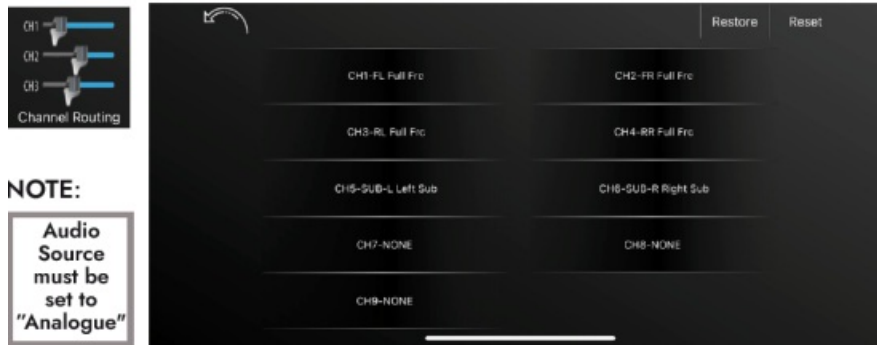 CH1
CH2
CH3
Channel Routing
NOTE:
Audio
Source
must be
set to
"Analogue"
Restore Reset
CH1-FL Full Frc CH2-FR Full Frc
CH3-RL Full Frc CH4-RR Full Frc
CH5-SUB-L Left Sub CH6-SUB-R Right Sub
CH7-NONE CH8-NONE
CH9-NONE